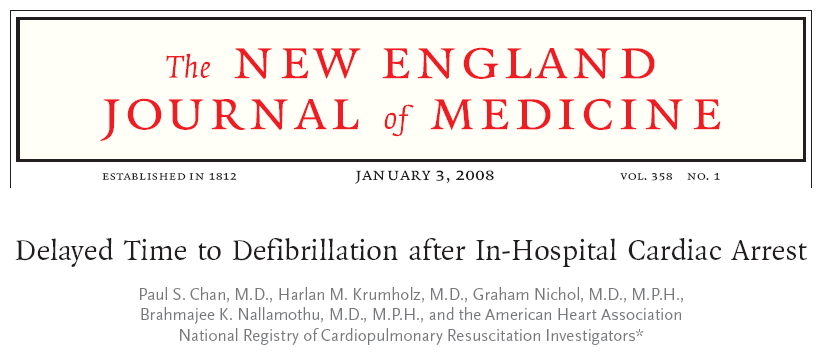 The NEW ENGLAND
JOURNAL of MEDICINE
ESTABLISHED IN 1812
JANUARY 3, 2008
VOL. 358 NO. 1
Delayed Time to Defibrillation after In-Hospital Cardiac Arrest
Paul S. Chan, M.D., Harlan M. Krumholz, M.D., Graham Nichol, M.D., M.P.H.,
Brahmajee K. Nallamothu, M.D., M.P.H., and the American Heart Association
National Registry of Cardiopulmonary Resuscitation Investigators*